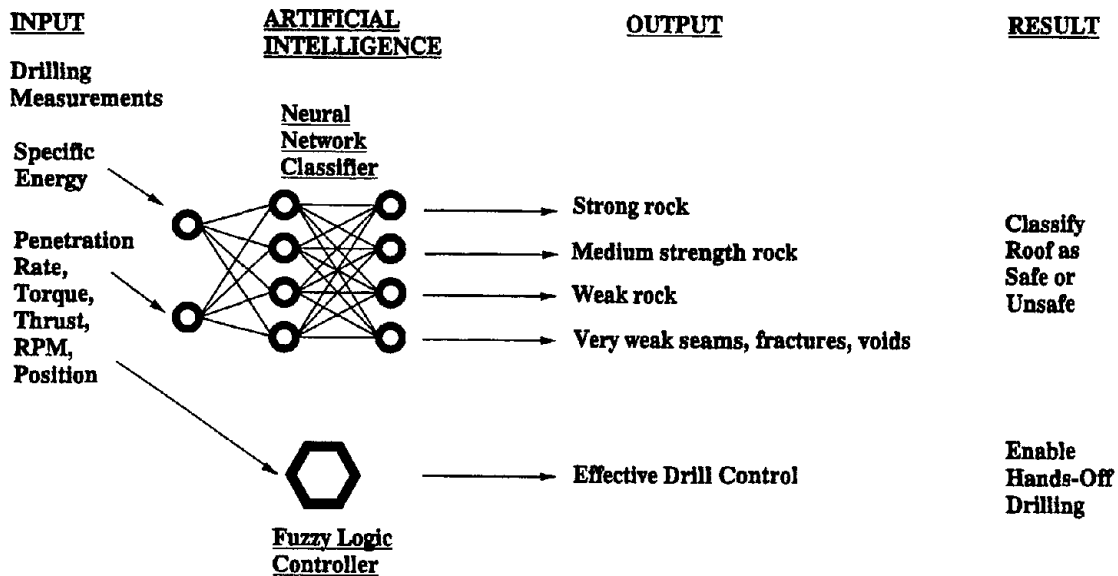 INPUT
ARTIFICIAL
INTELLIGENCE
OUTPUT
RESULT
Drilling
Measurements
Neural
Network
Classifier
Specific
Energy
Penetration
Rate,
Torque,
Thrust,
RPM,
Position
Strong rock
Medium strength rock
Weak rock
Very weak seams, fractures, voids
Classify
Roof as
Safe or
Unsafe
Fuzzy Logic
Controller
Effective Drill Control
Enable
Hands-Off
Drilling